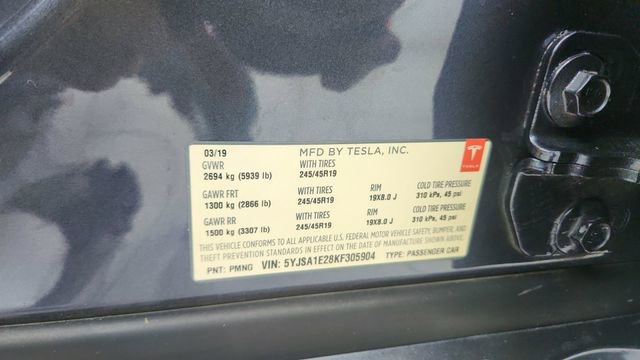 03/19 MFD BY TESLA, INC.
GVWR WITH TIRES
2694 kg (5939 lb) 245/45R19
GAWR FRT WITH TIRES RIM COLD TIRE PRESSURE
1300 kg (2866 lb) 245/45R19 19X8.0 J 310 kPa, 45 psi
GAWR RR WITH TIRES RIM COLD TIRE PRESSURE
1500 kg (3307 lb) 245/45R19 19X8.0 J 310 kPa, 45 psi
THIS VEHICLE CONFORMS TO ALL APPLICABLE U.S. FEDERAL MOTOR VEHICLE SAFETY, BUMPER, AND
THEFT PREVENTION STANDARDS IN EFFECT ON THE DATE OF MANUFACTURE SHOWN ABOVE.
PNT: PMNG VIN: 5YJSA1E28KF305904 TYPE: PASSENGER CAR
TESLA